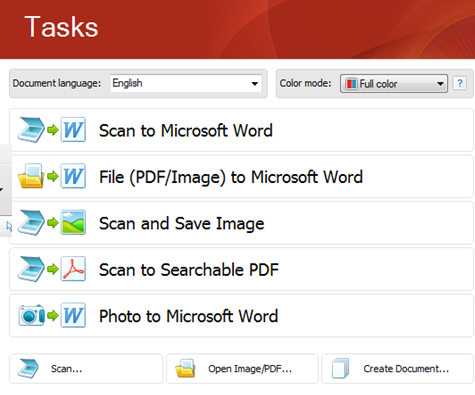 Tasks
Document language: English Color mode: Full color ?
Scan to Microsoft Word
File (PDF/Image) to Microsoft Word
Scan and Save Image
Scan to Searchable PDF
Photo to Microsoft Word
Scan... Open Image/PDF... Create Document...